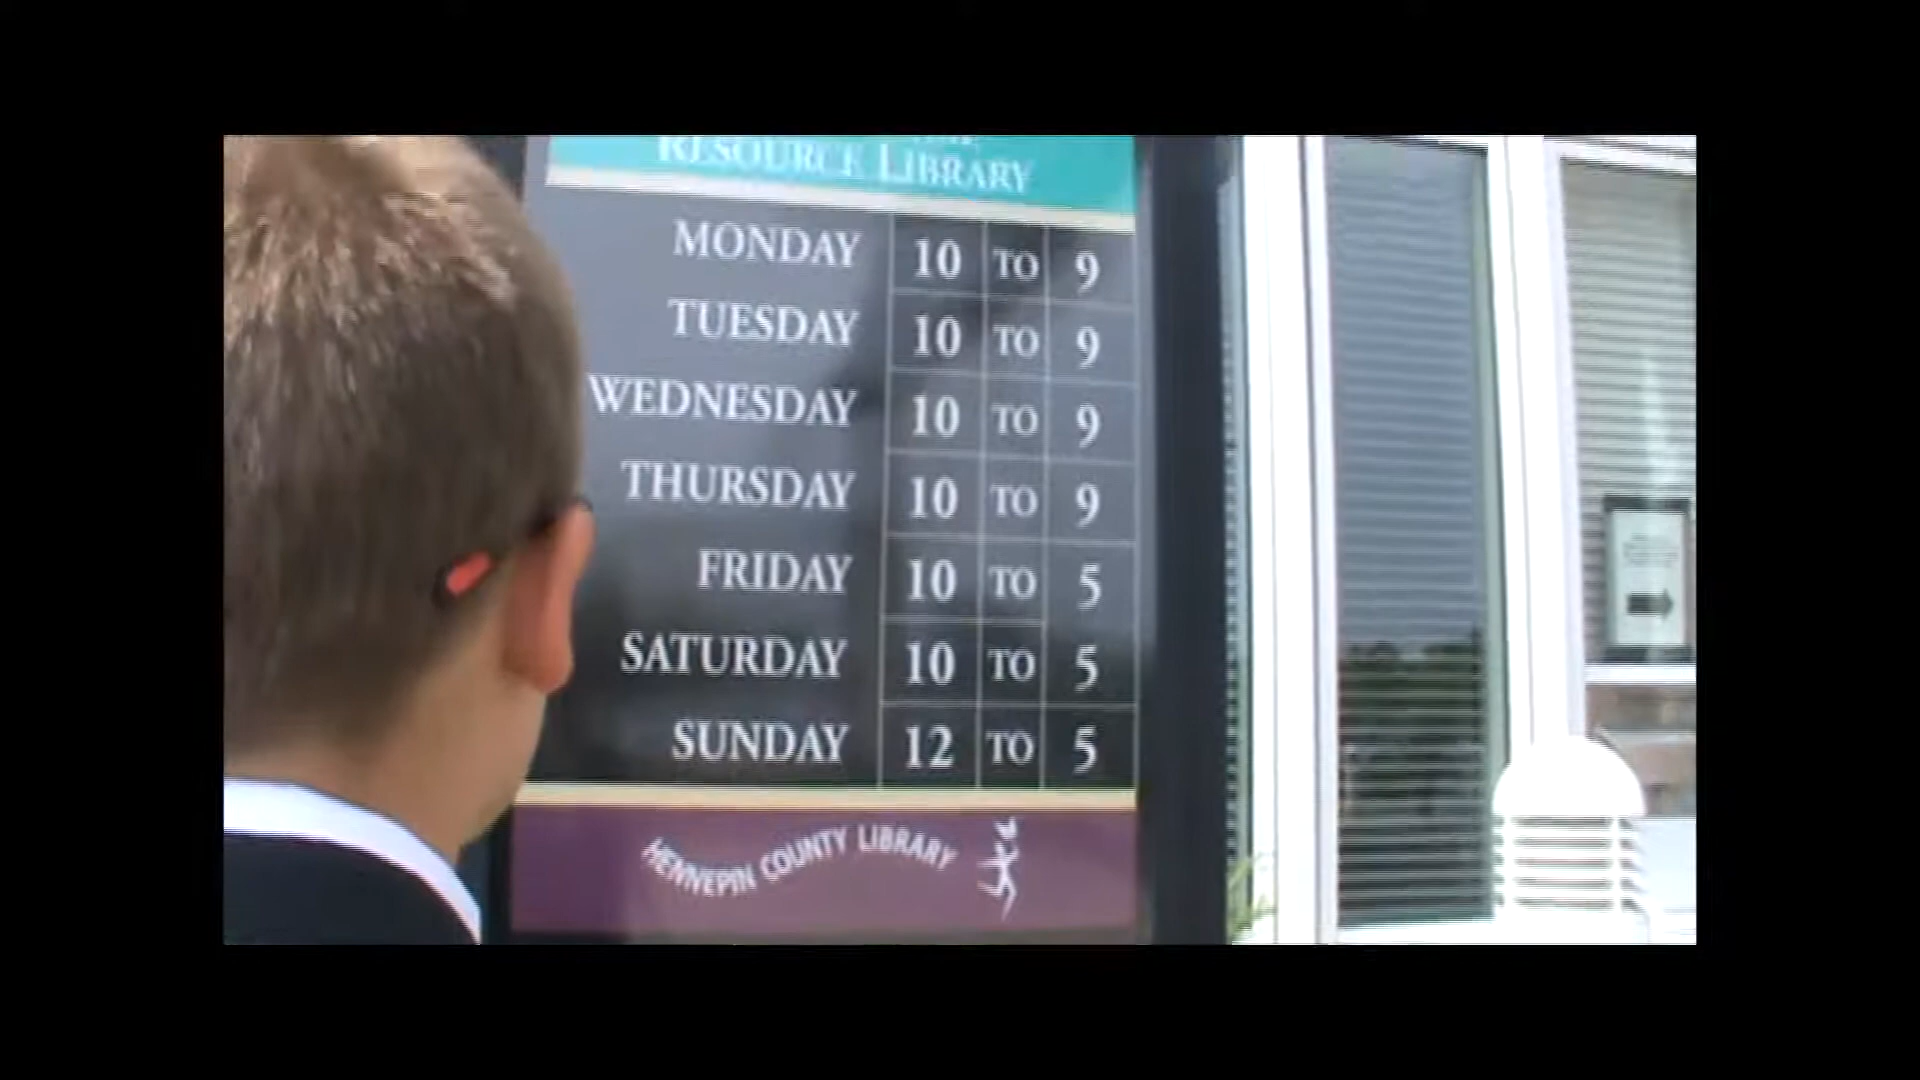 RESOURCE LIBRARY
MONDAY 10 TO 9
TUESDAY 10 TO 9
WEDNESDAY 10 TO 9
THURSDAY 10 TO 9
FRIDAY 10 TO 5
SATURDAY 10 TO 5
SUNDAY 12 TO 5
HENNEPIN COUNTY LIBRARY